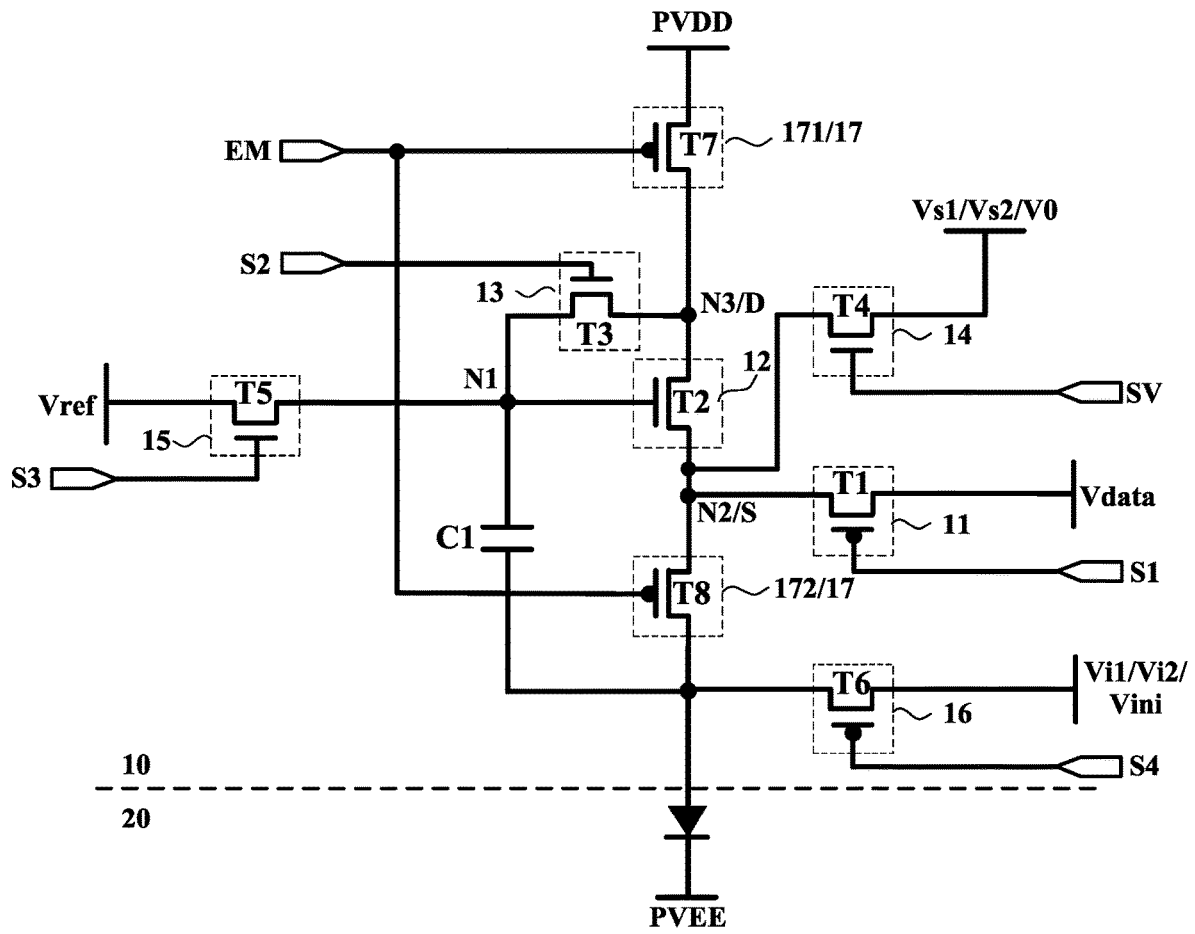 PVDD
EM
T7
171/17
Vs1/Vs2/V0
S2
13
T3
N3/D
T4
14
SV
Vref
T5
15
S3
N1
T2
12
T1
Vdata
N2/S
11
S1
C1
T8
172/17
T6
Vi1/Vi2/
Vini
16
S4
10
20
PVEE